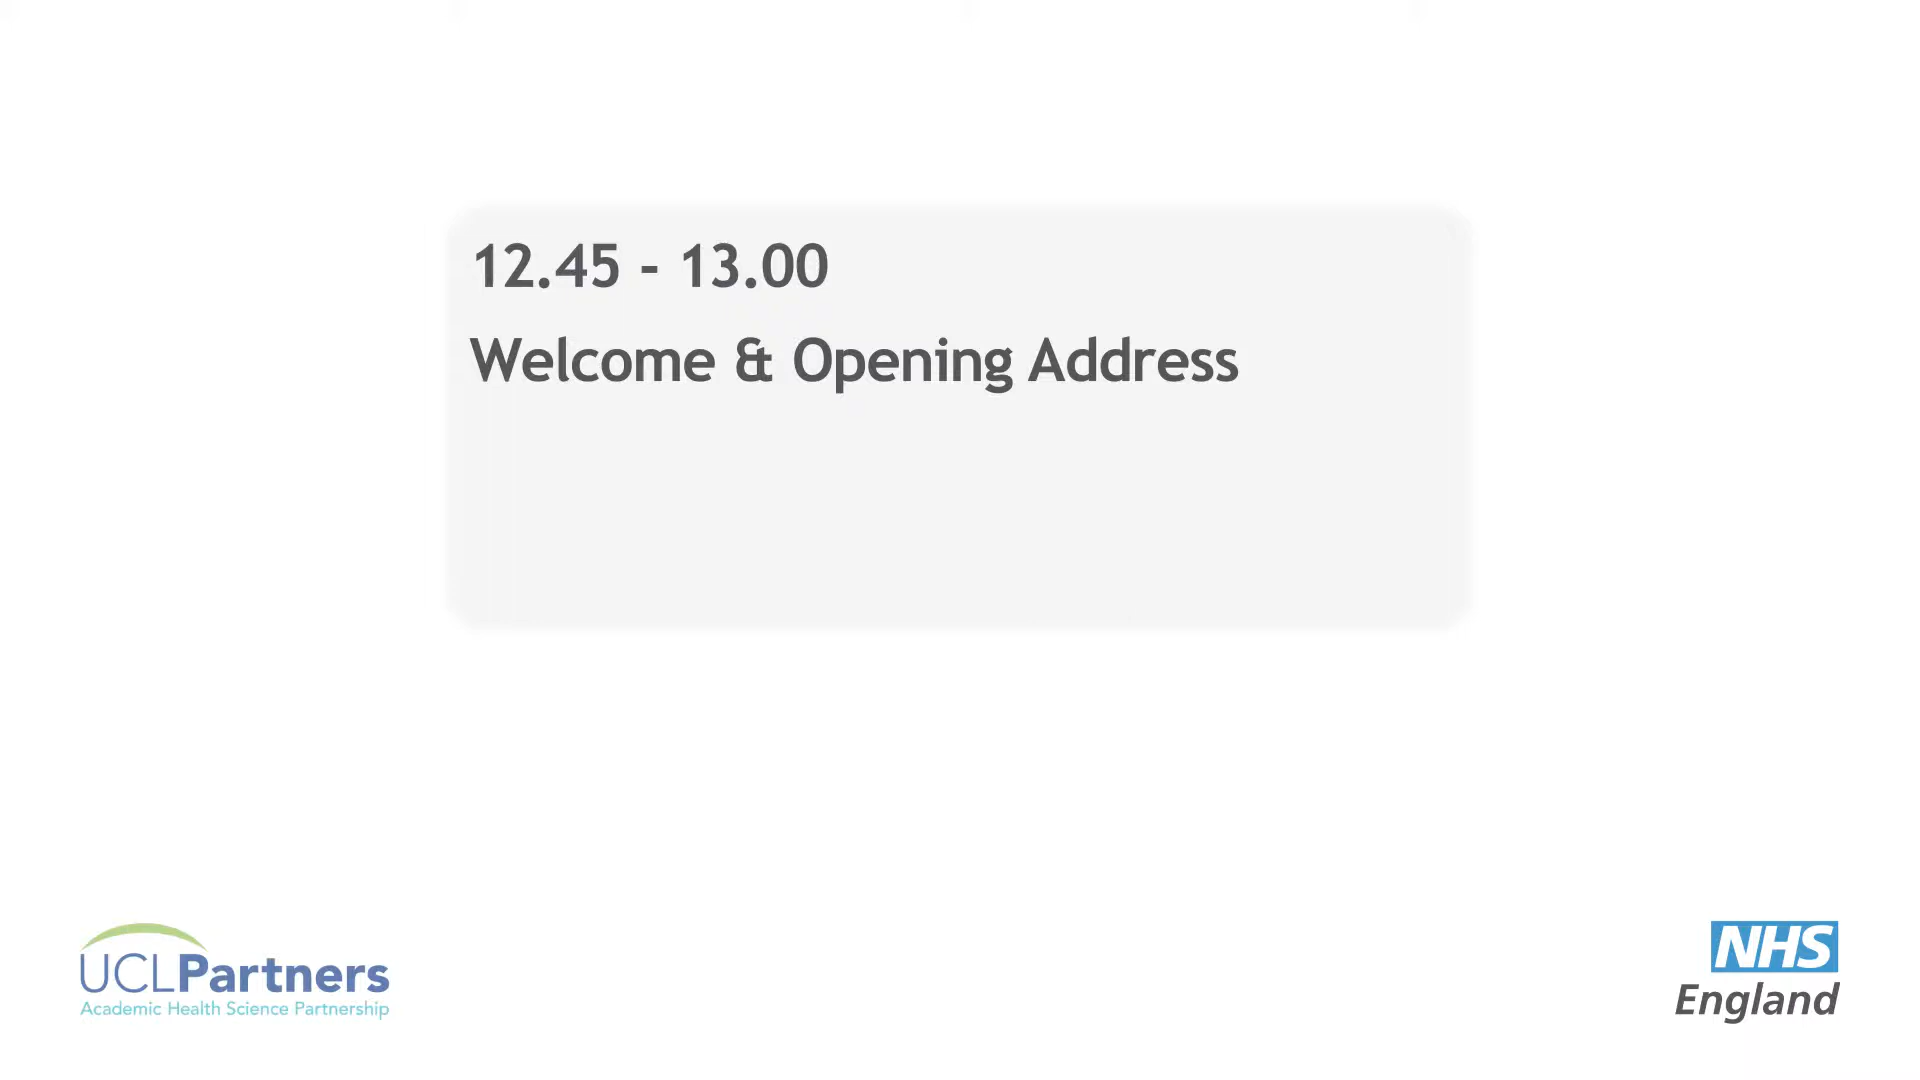 12.45 - 13.00
Welcome & Opening Address
UCLPartners
Academic Health Science Partnership
NHS
England